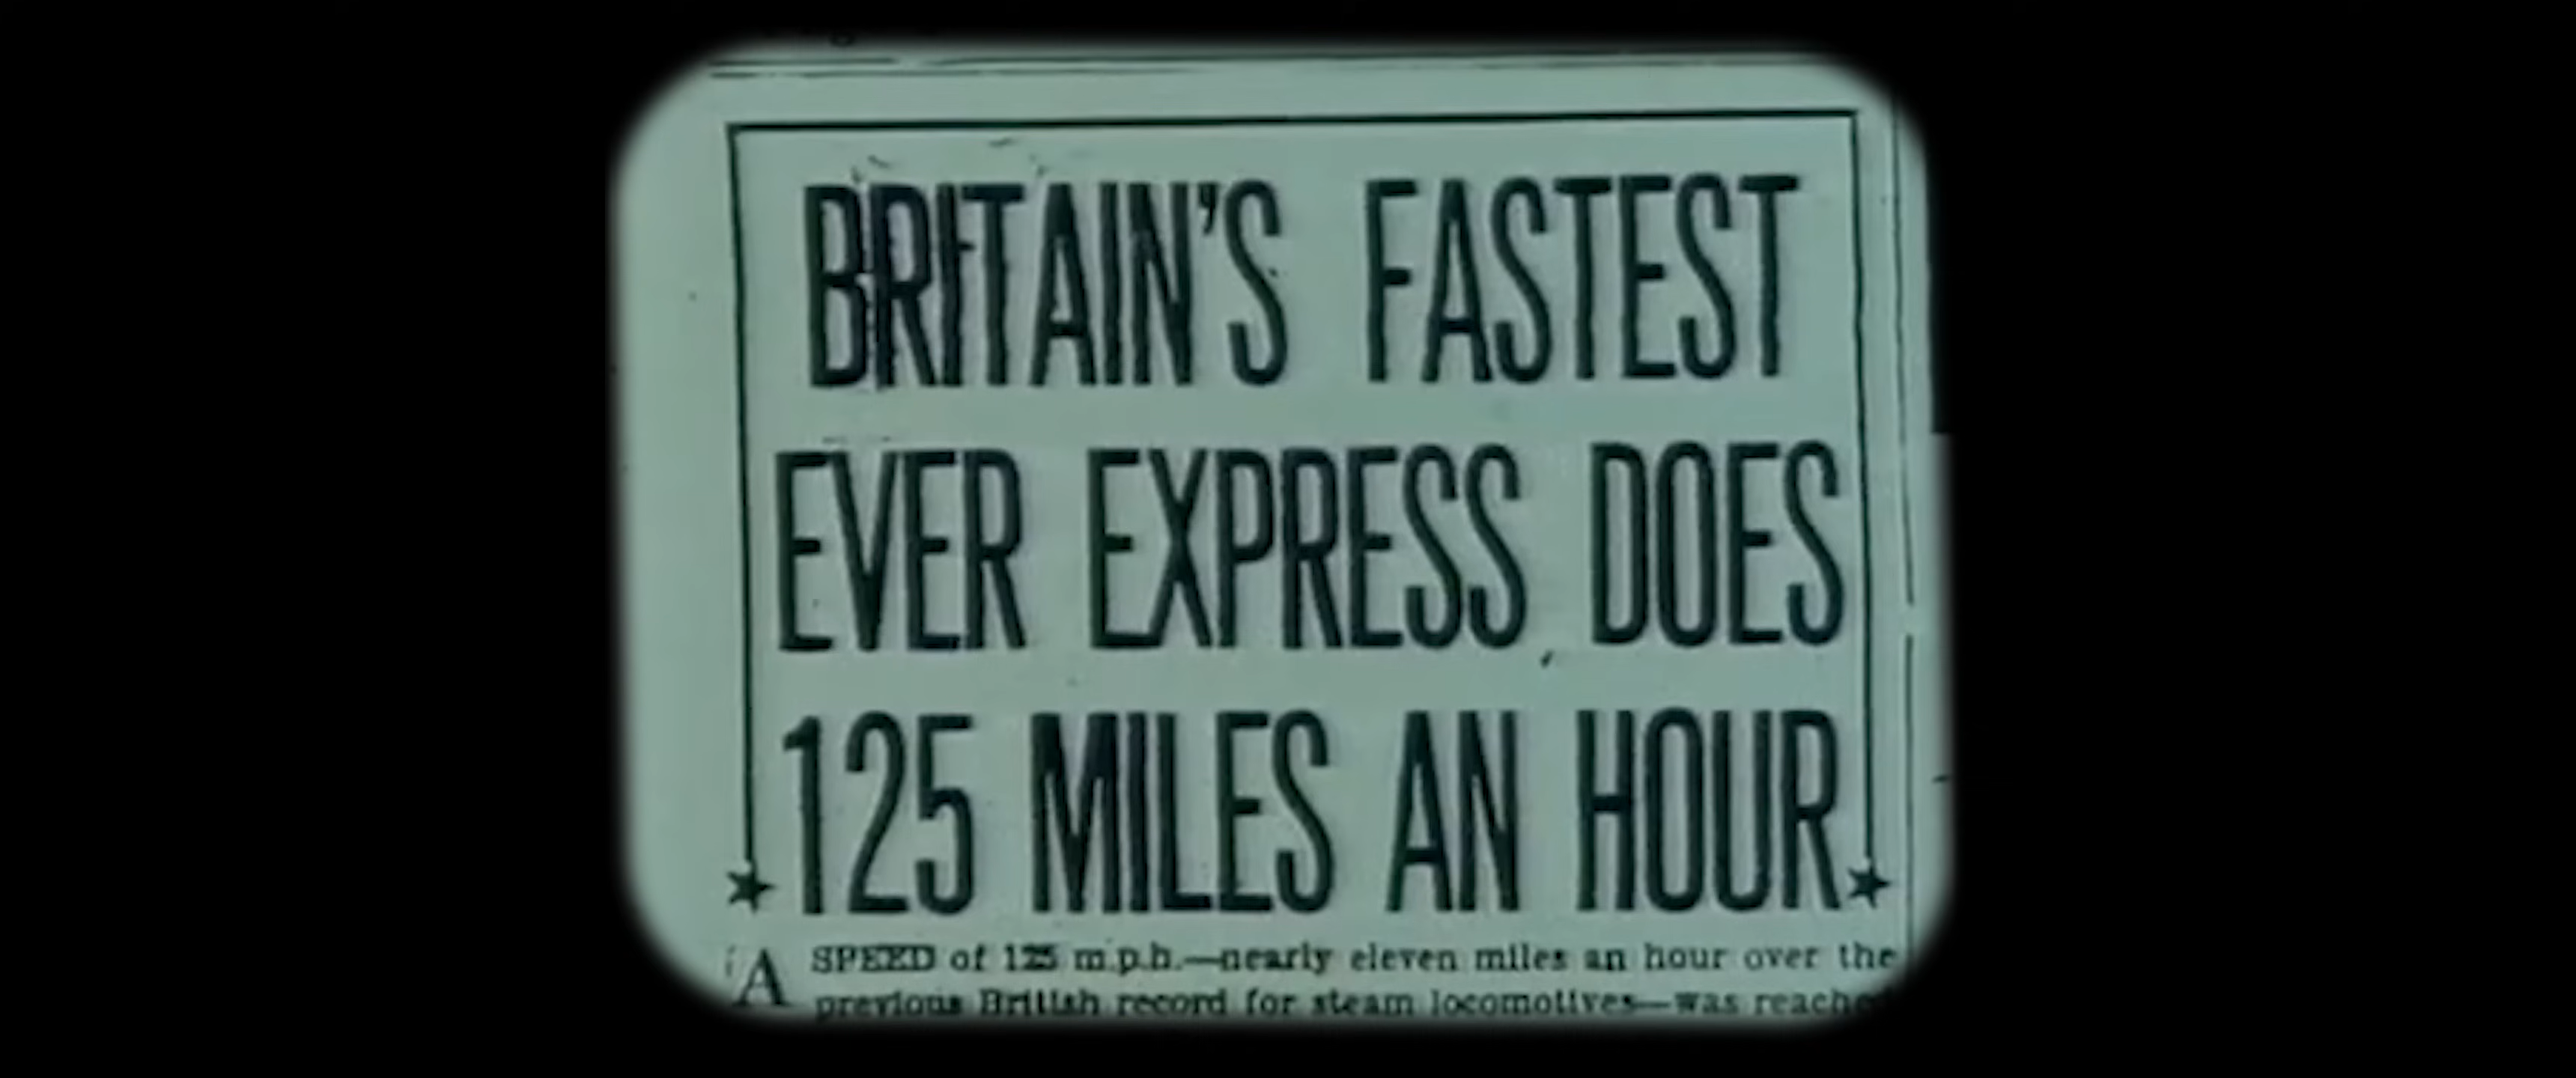 BRITAIN'S FASTEST
EVER EXPRESS DOES
125 MILES AN HOUR
A SPEED of 125 m.p.h.—nearly eleven miles an hour over the
previous British record for steam locomotives—was